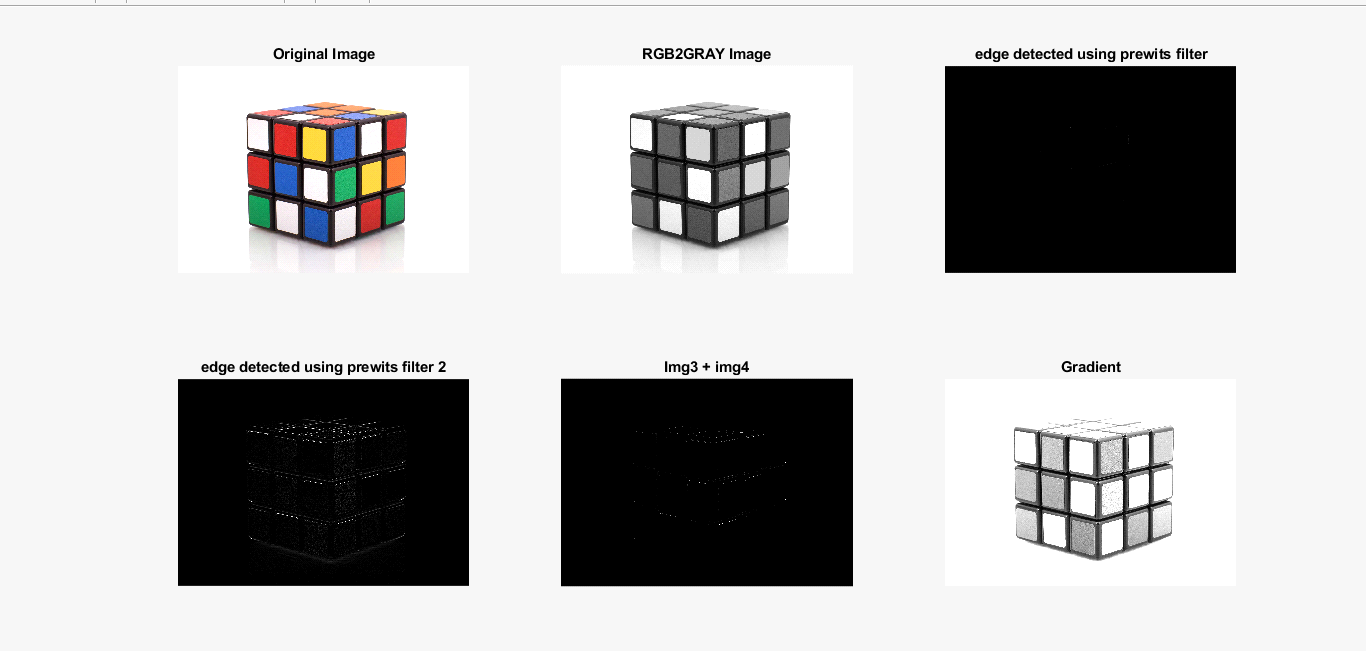 Original Image
RGB2GRAY Image
edge detected using prewits filter
edge detected using prewits filter 2
Img3 + img4
Gradient